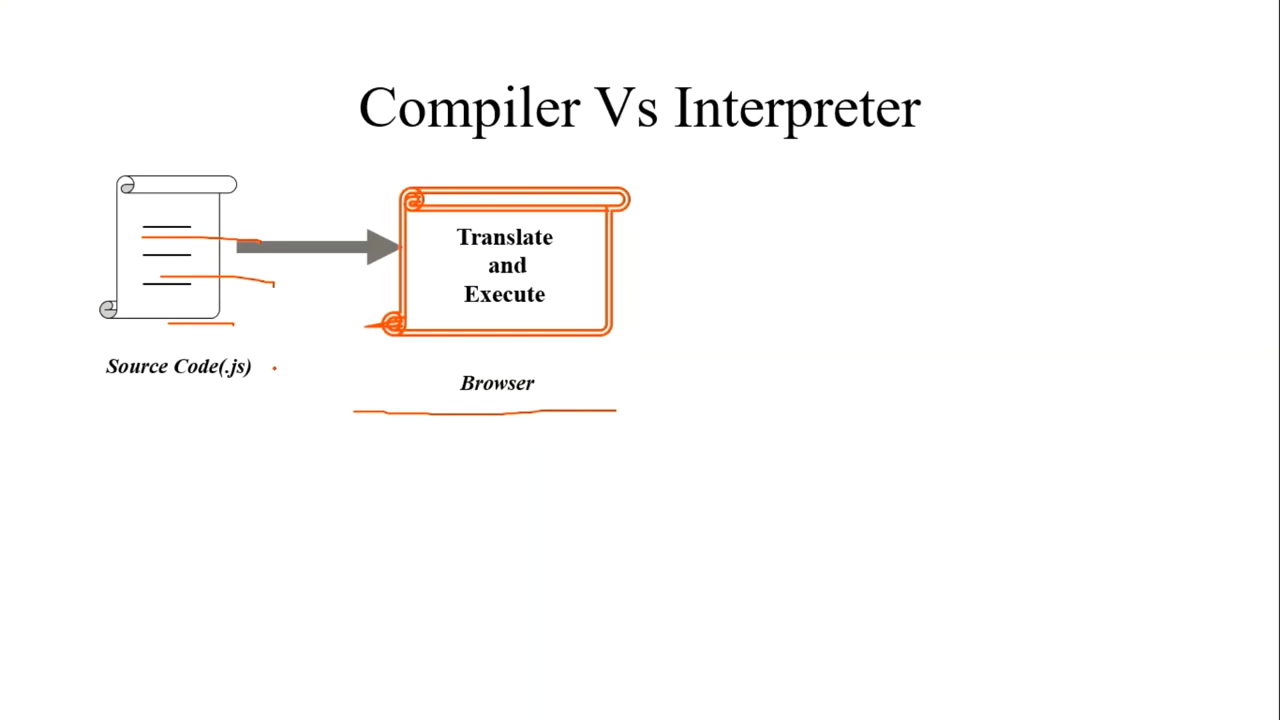 Compiler Vs Interpreter
Translate
and
Execute
Source Code(.js)
Browser